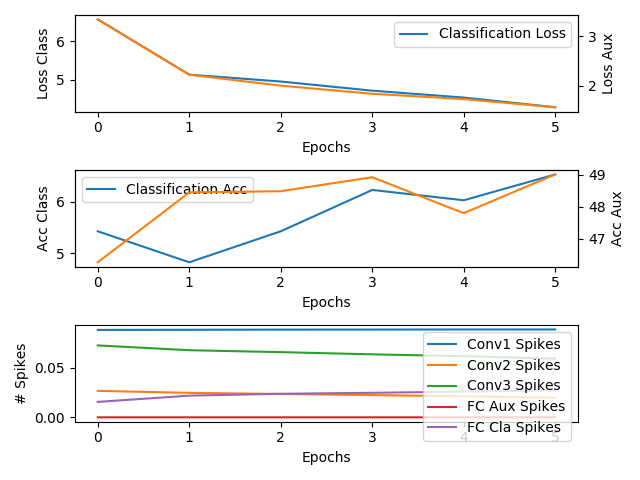 Loss Class
6
5
Classification Loss
3
2
Loss Aux
0 1 2 3 4 5
Epochs
Acc Class
6
5
Classification Acc
49
48
47
Acc Aux
0 1 2 3 4 5
Epochs
# Spikes
0.05
0.00
Conv1 Spikes
Conv2 Spikes
Conv3 Spikes
FC Aux Spikes
FC Cla Spikes
0 1 2 3 4 5
Epochs